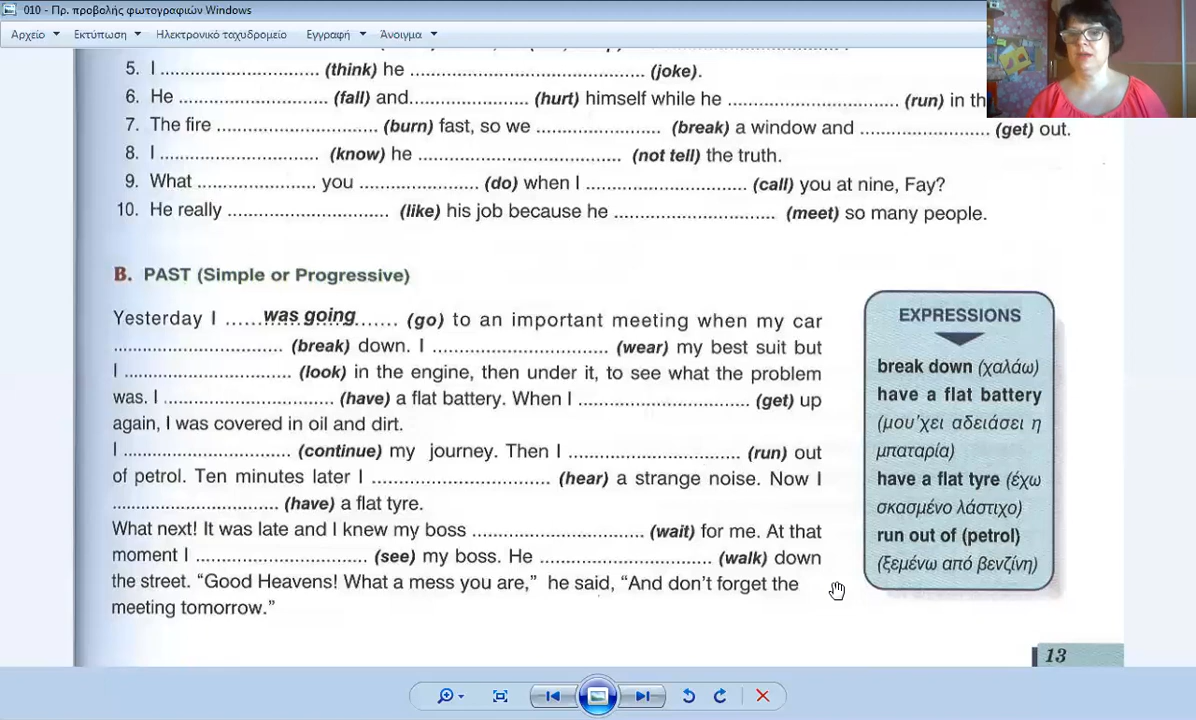 010 - Πρ. προβολής φωτογραφιών Windows
Αρχείο Εκτύπωση Ηλεκτρονικό ταχυδρομείο Εγγραφή Άνοιγμα
5. I ............................ (think) he .......................................... (joke).
6. He ........................... (fall) and..................... (hurt) himself while he ............................... (run) in th
7. The fire ............................. (burn) fast, so we ...................... (break) a window and ....................... (get) out.
8. I ............................ (know) he ..................................... (not tell) the truth.
9. What ..................... you ..................... (do) when I ............................. (call) you at nine, Fay?
10. He really ............................. (like) his job because he ............................. (meet) so many people.
B. PAST (Simple or Progressive)
Yesterday I ......was going....... (go) to an important meeting when my car
............................... (break) down. I ................................ (wear) my best suit but
I .............................. (look) in the engine, then under it, to see what the problem
was. I ............................... (have) a flat battery. When I ............................... (get) up
again, I was covered in oil and dirt.
I .............................. (continue) my journey. Then I ............................... (run) out
of petrol. Ten minutes later I ................................ (hear) a strange noise. Now I
.............................. (have) a flat tyre.
What next! It was late and I knew my boss ............................... (wait) for me. At that
moment I ............................... (see) my boss. He ............................... (walk) down
the street. “Good Heavens! What a mess you are,” he said, “And don’t forget the
meeting tomorrow.”
EXPRESSIONS
break down (χαλάω)
have a flat battery
(μου’χει αδειάσει η
μπαταρία)
have a flat tyre (έχω
σκασμένο λάστιχο)
run out of (petrol)
(ξεμένω από βενζίνη)
13